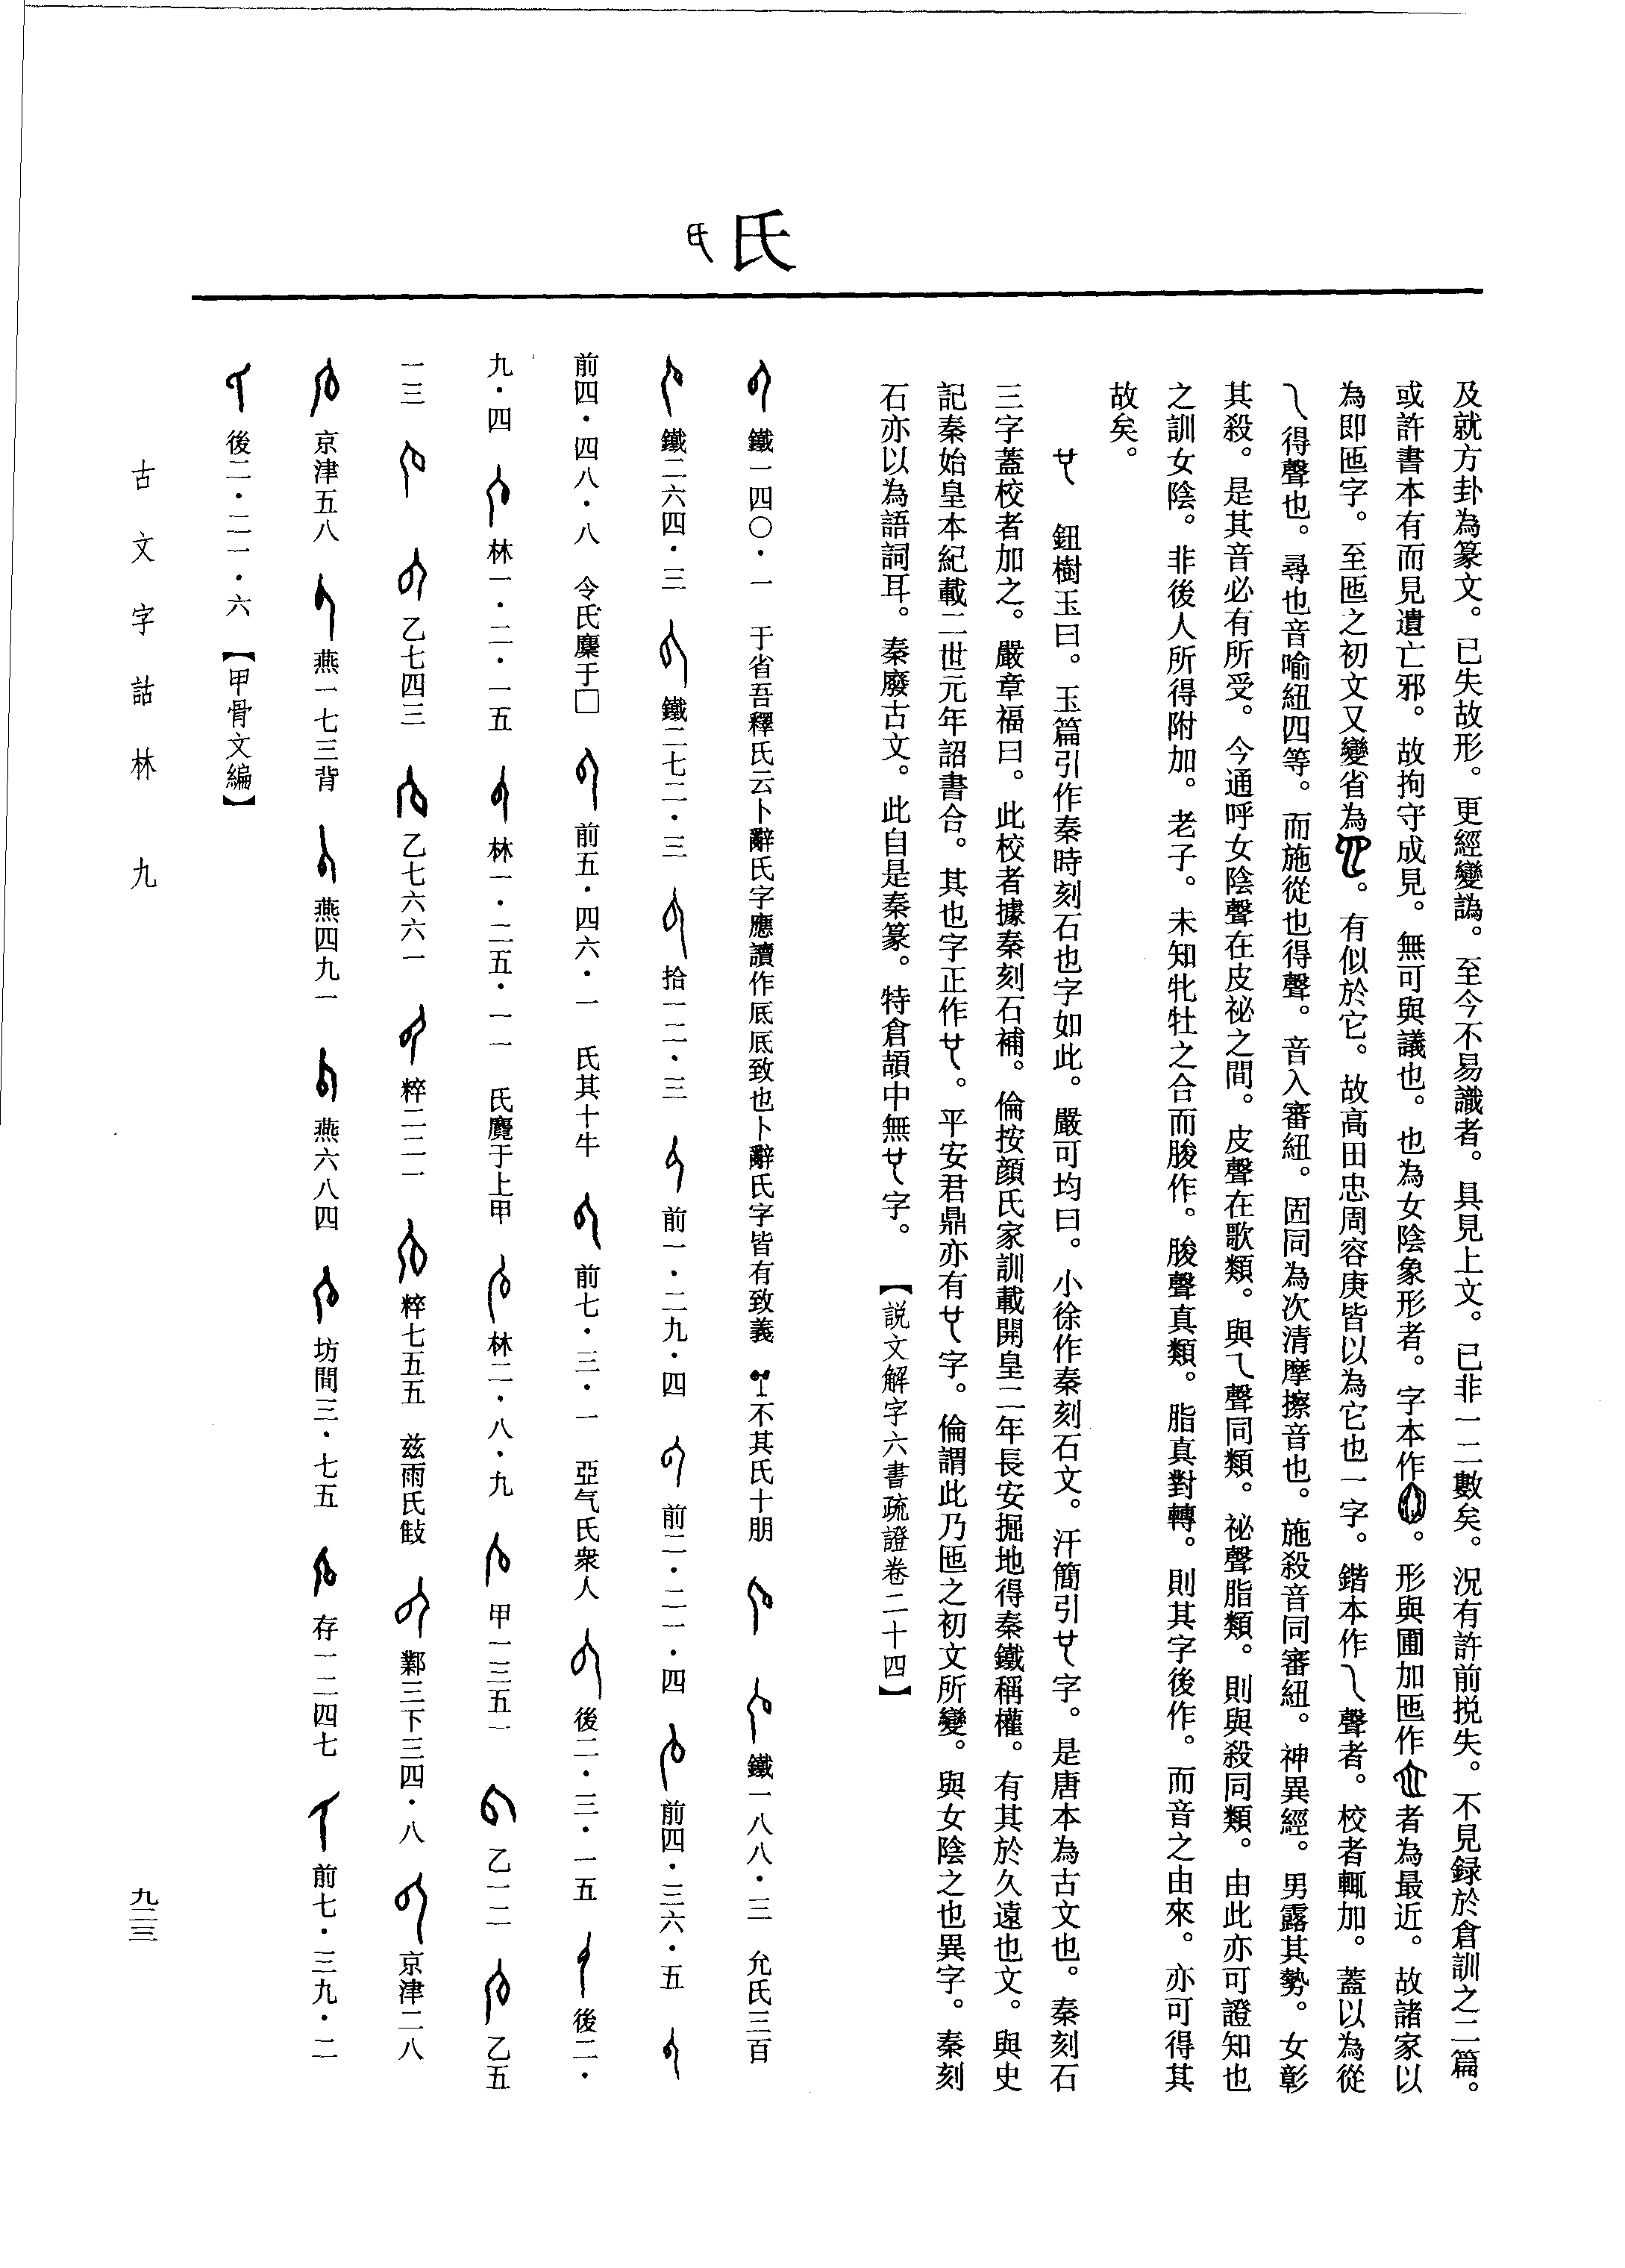 氏
及就方卦為篆文。已失故形。更經變譌。至今不易識者。具見上文。已非一二數矣。況有許前挩失。不見録於倉訓之二篇。
或許書本有而見遺亡邪。故拘守成見。無可與議也。也為女陰象形者。字本作。形與圃加匜作者為最近。故諸家以
為即匜字。至匜之初文又變省為。有似於它。故高田忠周容庚皆以為它也一字。鍇本作乀聲者。校者輒加。蓋以為從
乀得聲也。尋也音喻紐四等。而施從也得聲。音入審紐。固同為次清摩擦音也。施殺音同審紐。神異經。男露其勢。女彰
其殺。是其音必有所受。今通呼女陰聲在皮祕之間。皮聲在歌類。與乁聲同類。祕聲脂類。則與殺同類。由此亦可證知也
之訓女陰。非後人所得附加。老子。未知牝牡之合而朘作。朘聲真類。脂真對轉。則其字後作。而音之由來。亦可得其
故矣。
鈕樹玉曰。玉篇引作秦時刻石也字如此。嚴可均曰。小徐作秦刻石文。汗簡引字。是唐本為古文也。秦刻石
三字蓋校者加之。嚴章福曰。此校者據秦刻石補。倫按顔氏家訓載開皇二年長安掘地得秦鐵稱權。有其於久遠也文。與史
記秦始皇本紀載二世元年詔書合。其也字正作。平安君鼎亦有字。倫謂此乃匜之初文所變。與女陰之也異字。秦刻
石亦以為語詞耳。秦廢古文。此自是秦篆。特倉頡中無字。【説文解字六書疏證卷二十四】
鐵一四〇·一 于省吾釋氏云卜辭氏字應讀作厎厎致也卜辭氏字皆有致義 不其氏十朋 鐵一八八·三 允氏三百
鐵二六四·三 鐵二七二·三 拾一二·三 前一·二九·四 前二·二一·四 前四·三六·五
前四·四八·八 令氏麋于□ 前五·四六·一 氏其十牛 前七·三·一 亞气氏衆人 後二·三·一五 後二·
九·四 林一·二·一五 林一·二五·一一 氏于上甲 林二·八·九 甲一三五一 乙一二 乙五
一三 乙七四三 乙七六六一 粹二二一 粹七五五 兹雨氏𪔛 鄴三下三四·八 京津二八
京津五八 燕一七三背 燕四九一 燕六八四 坊間三·七五 存一二四七 前七·三九·二
後二·二一·六 【甲骨文編】
古文字詁林 九
九二三